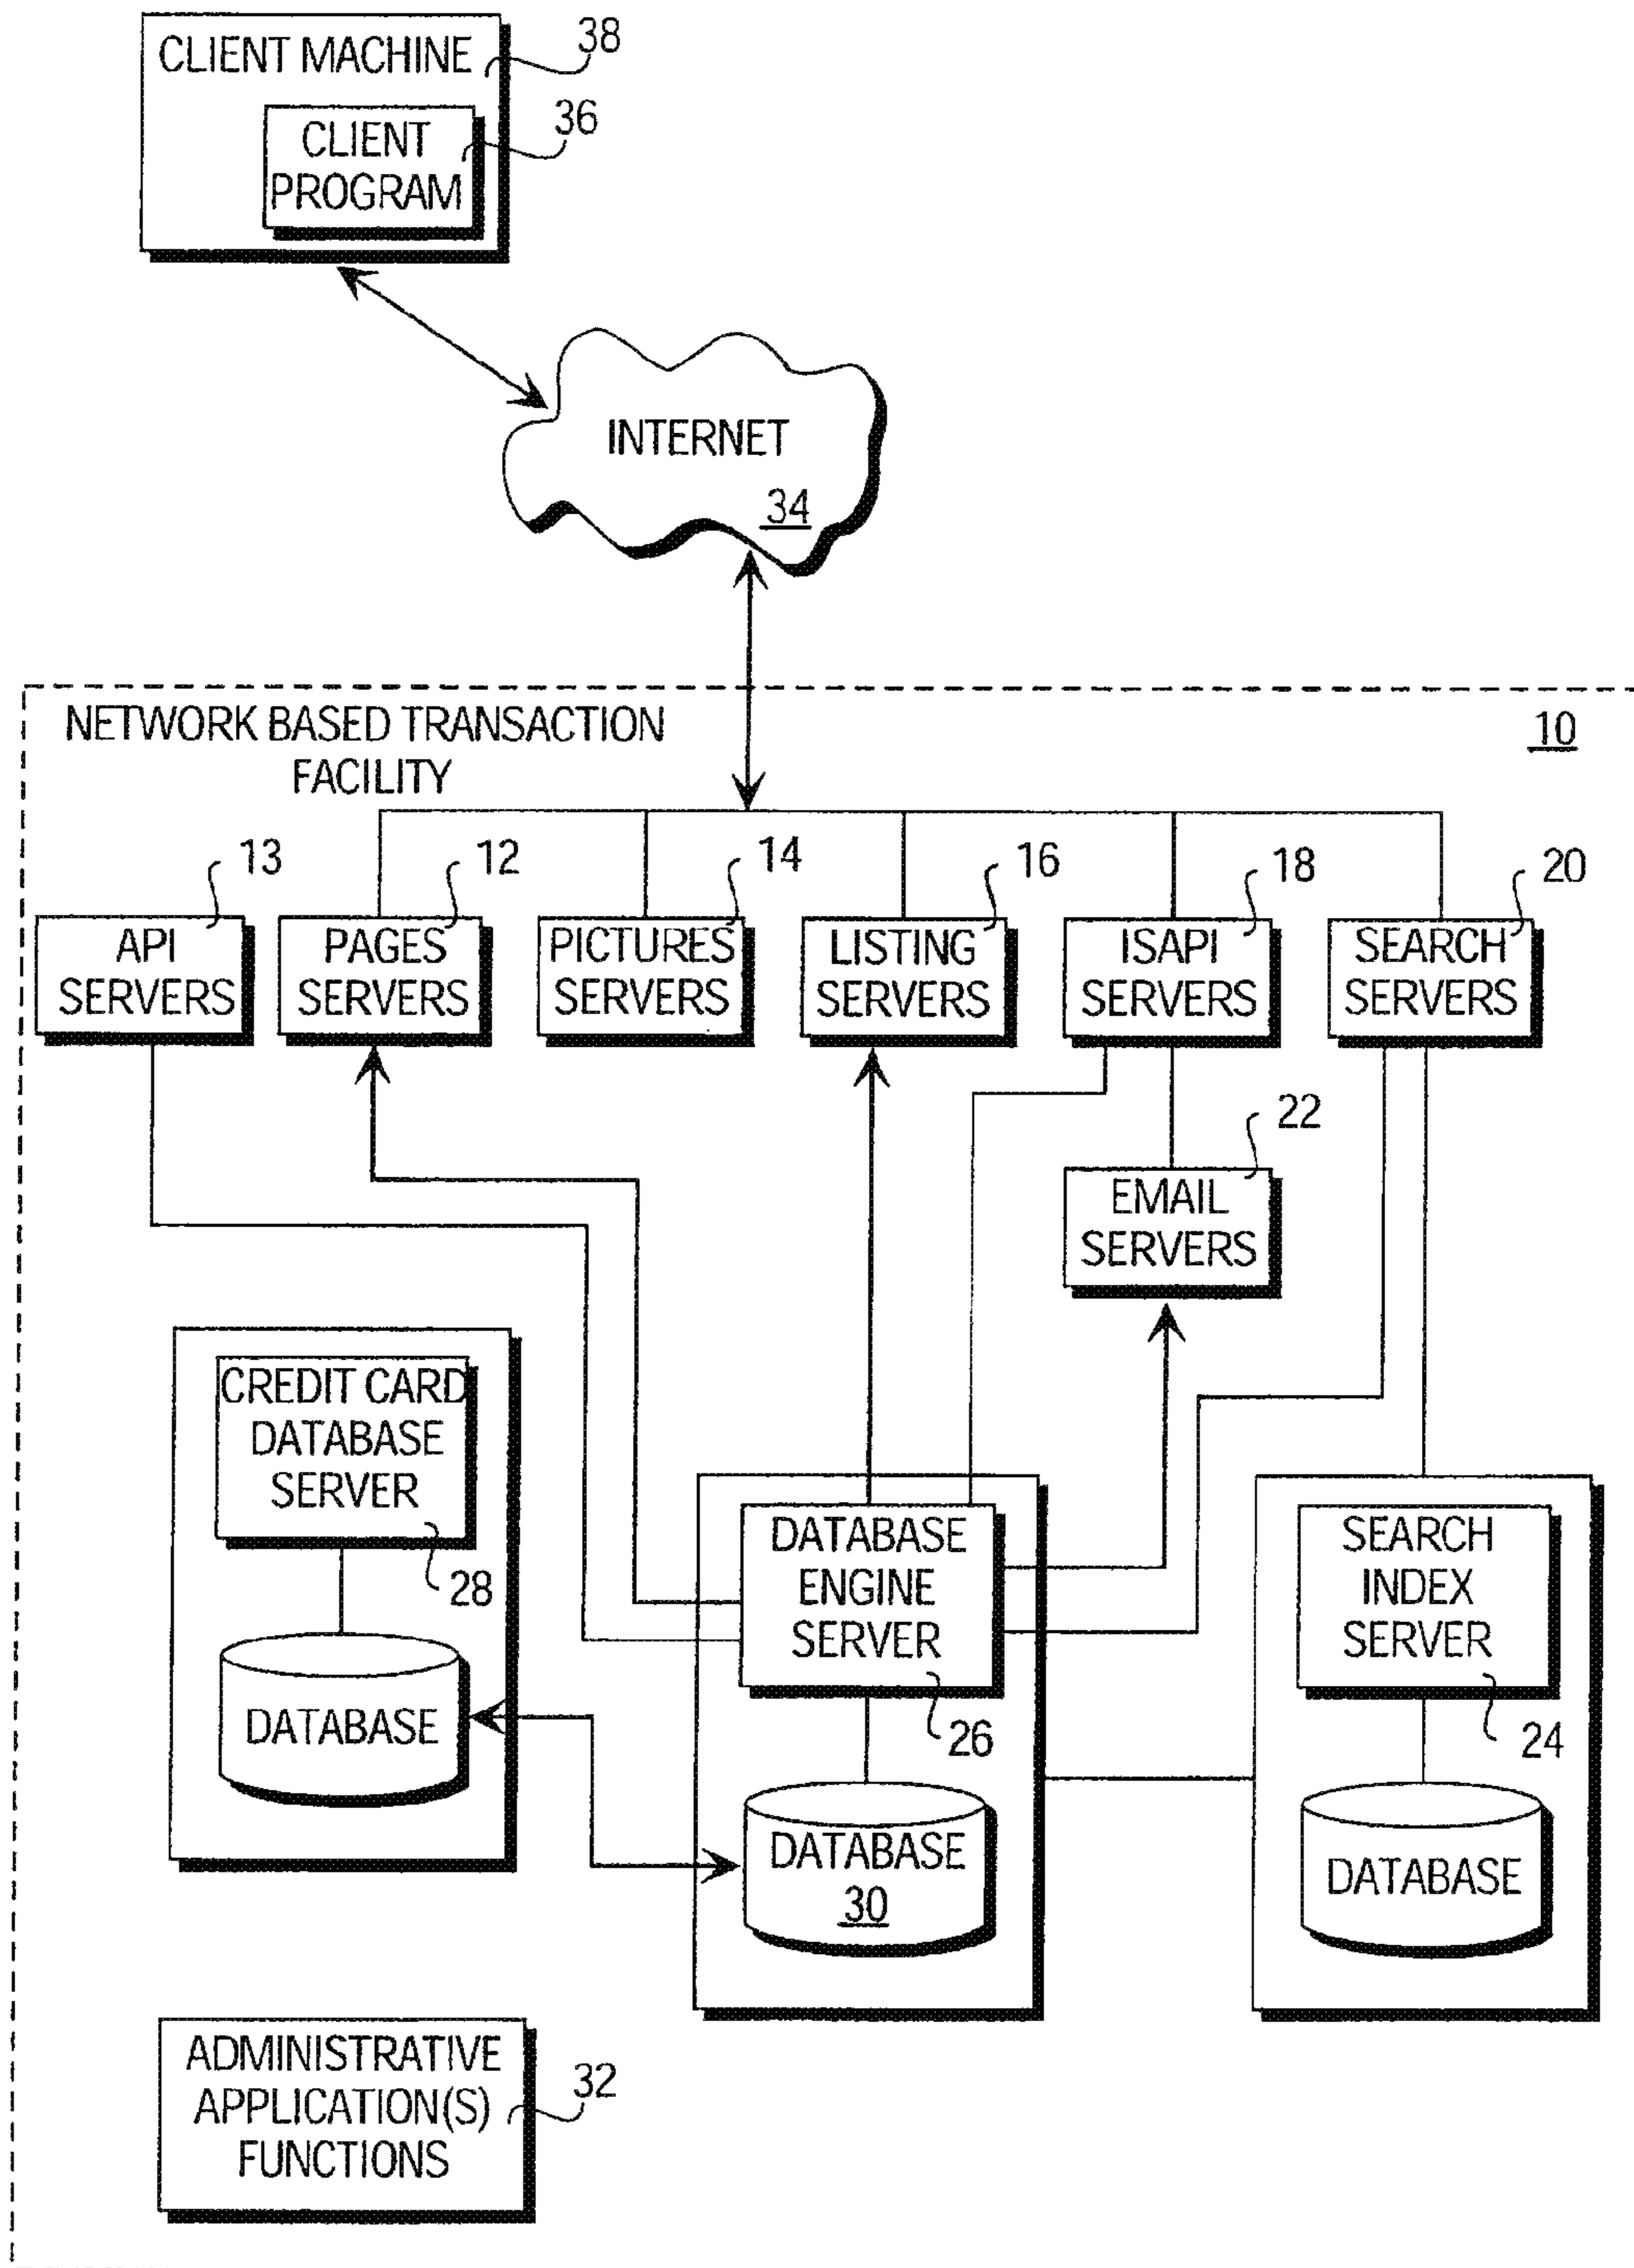 CLIENT MACHINE
38
CLIENT
PROGRAM
36
INTERNET
34
NETWORK BASED TRANSACTION
FACILITY
10
13
12
14
16
18
20
API
SERVERS
PAGES
SERVERS
PICTURES
SERVERS
LISTING
SERVERS
ISAPI
SERVERS
SEARCH
SERVERS
22
EMAIL
SERVERS
CREDIT CARD
DATABASE
SERVER
28
DATABASE
DATABASE
ENGINE
SERVER
26
DATABASE
30
SEARCH
INDEX
SERVER
24
DATABASE
ADMINISTRATIVE
APPLICATION(S)
FUNCTIONS
32